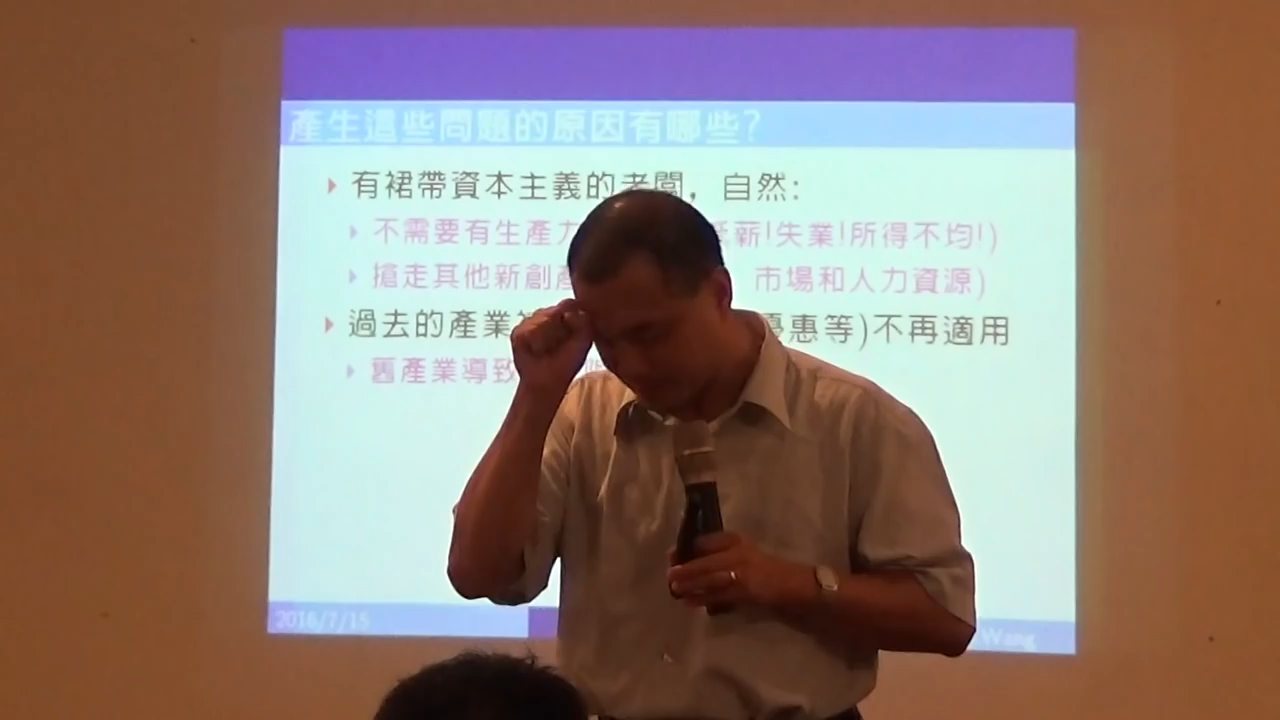 產生這些問題的原因有哪些?
有裙帶資本主義的老闆，自然:
不需要有生產力 低薪!失業!所得不均!)
搶走其他新創產 市場和人力資源)
過去的產業 優惠等)不再適用
舊產業導致
2016/7/15 Wang